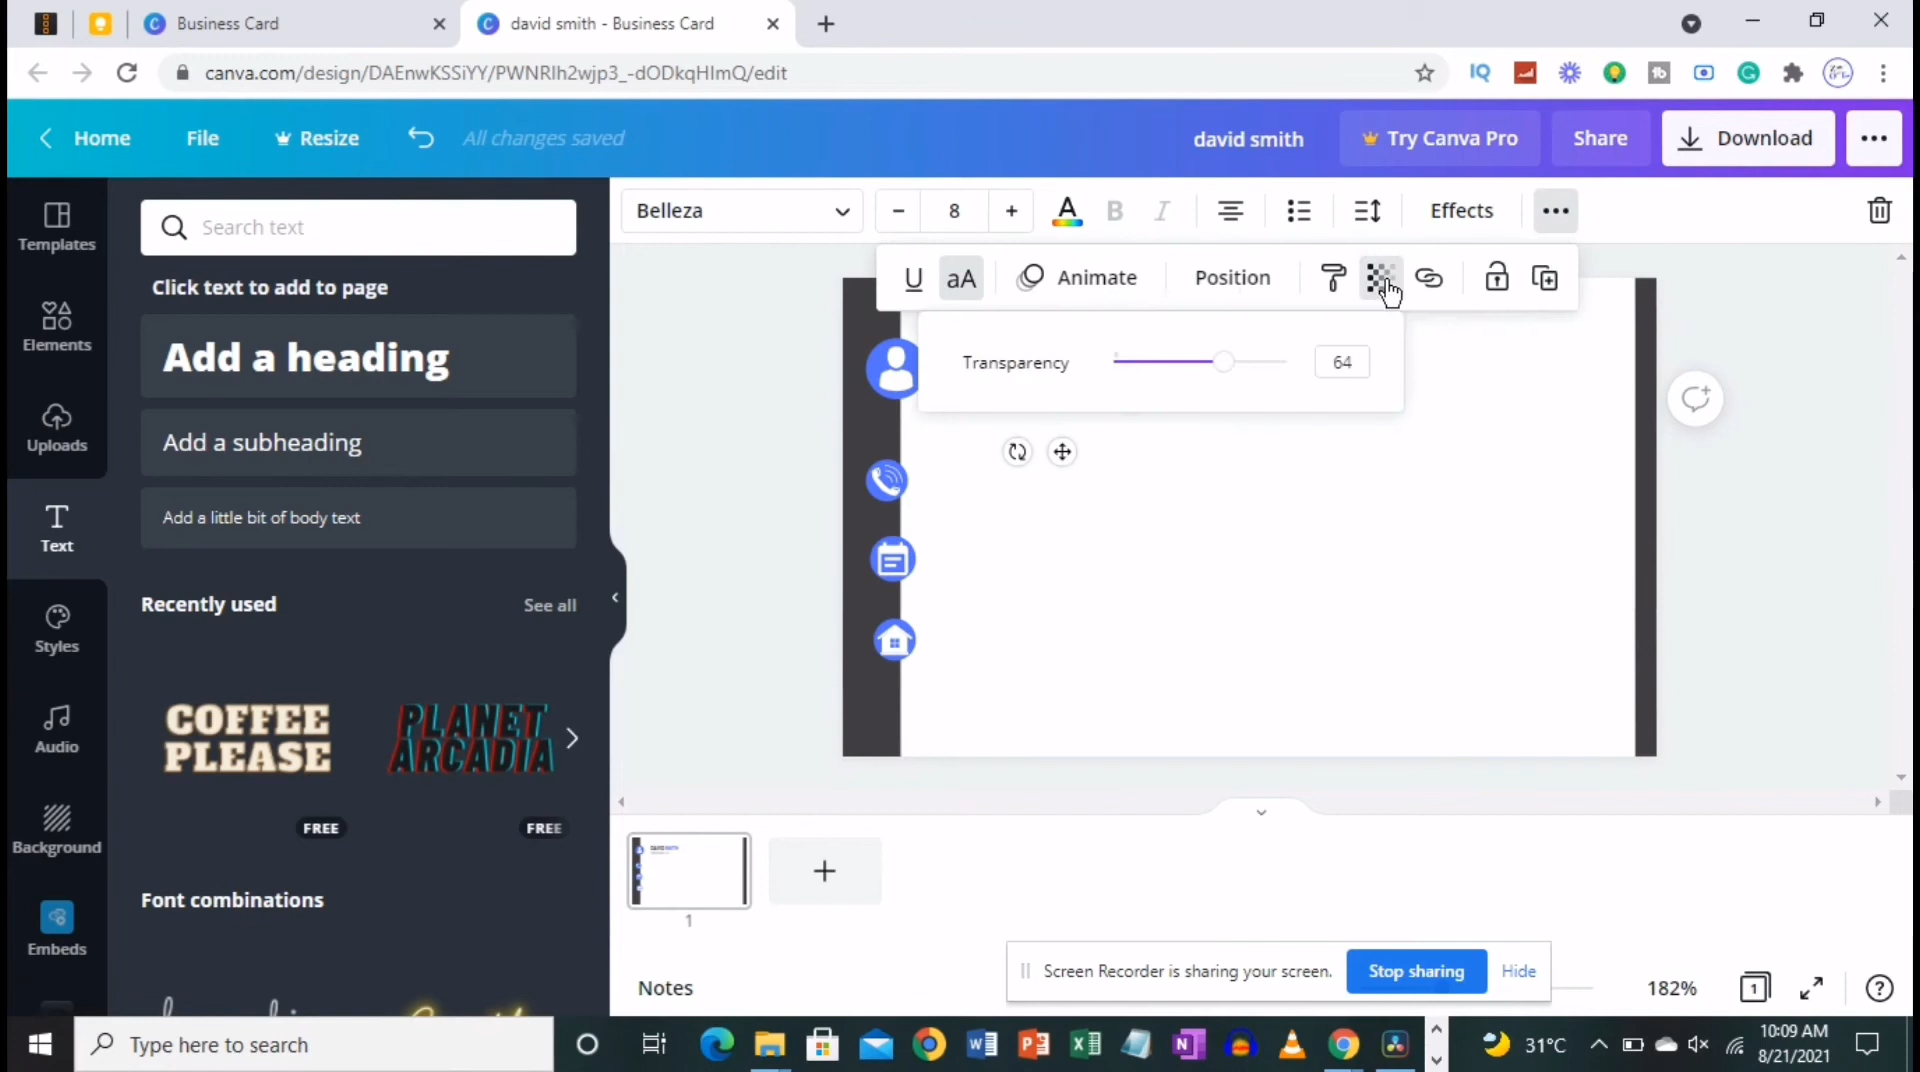 Business Card
david smith - Business Card
canva.com/design/DAEnwKSSiYY/PWNRlh2wjp3_-dODkqHlmQ/edit
Home
File
Resize
All changes saved
david smith
Try Canva Pro
Share
Download
Templates
Elements
Uploads
Text
Styles
Audio
Background
Embeds
Search text
Click text to add to page
Add a heading
Add a subheading
Add a little bit of body text
Recently used
See all
COFFEE
PLEASE
PLANET
ARCADIA
FREE
FREE
Font combinations
Belleza
8
A
B
I
Effects
U
aA
Animate
Position
Transparency
64
DAVID SMITH
1
Notes
Screen Recorder is sharing your screen.
Stop sharing
Hide
182%
1
Type here to search
31°C
10:09 AM
8/21/2021